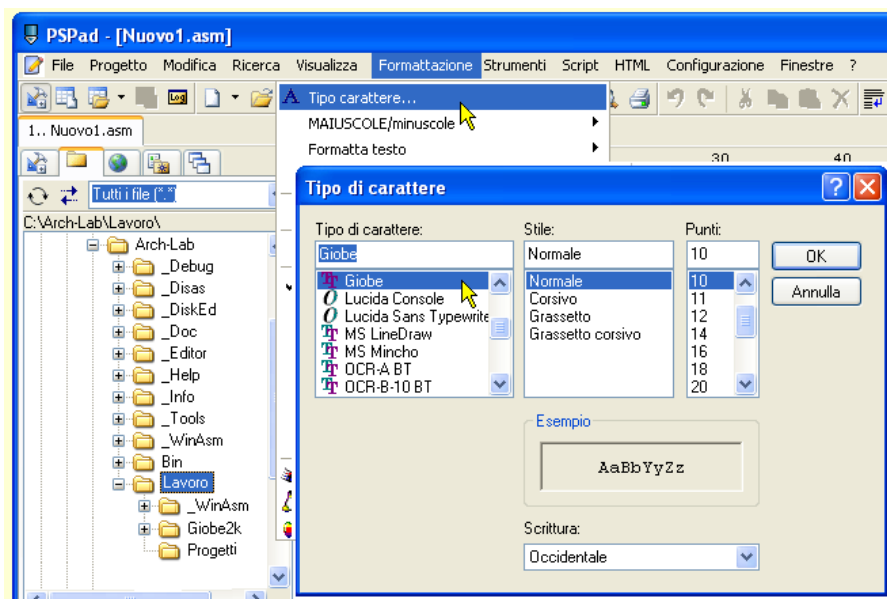 PSPad - [Nuovo1.asm]
File Progetto Modifica Ricerca Visualizza Formattazione Strumenti Script HTML Configurazione Finestre ?
LOG
Tipo carattere...
1.. Nuovo1.asm
MAIUSCOLE/minuscole
Formatta testo
30 40
Tutti i file (*.*)
C:\Arch-Lab\Lavoro\
Arch-Lab
_Debug
_Disas
_DiskEd
_Doc
_Editor
_Help
_Info
_Tools
_WinAsm
Bin
Lavoro
_WinAsm
Giobe2k
Progetti
Tipo di carattere
Tipo di carattere: Stile: Punti:
Giobe Normale 10 OK
Giobe Normale 10 Annulla
Lucida Console Corsivo 11
Lucida Sans Typewrite Grassetto 12
MS LineDraw Grassetto corsivo 14
MS Mincho 16
OCR-A BT 18
OCR-B-10 BT 20
Esempio
AaBbYyZz
Scrittura:
Occidentale